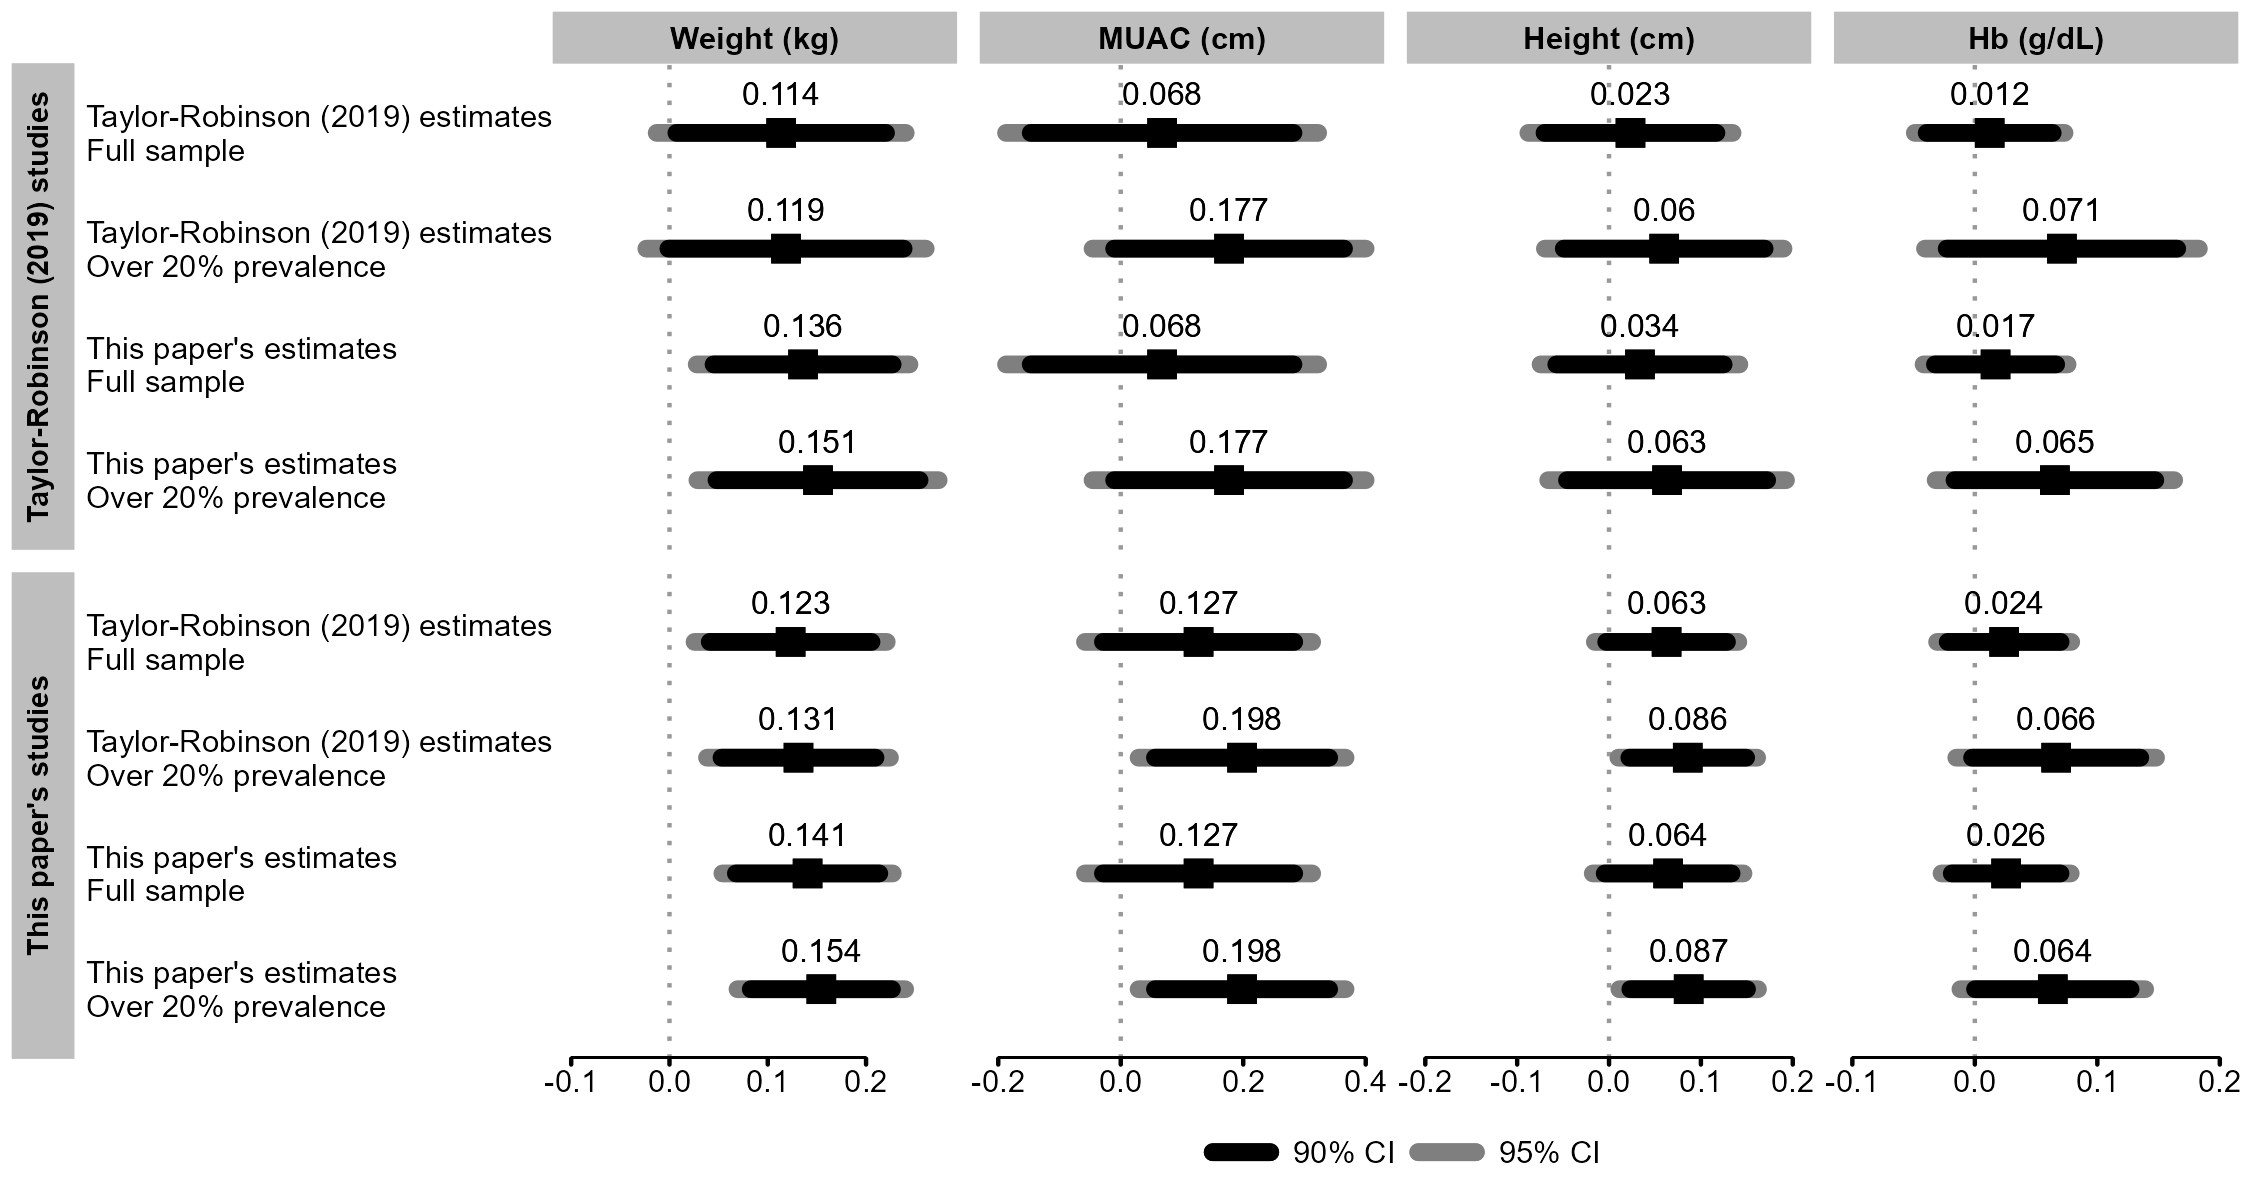 Weight (kg)
MUAC (cm)
Height (cm)
Hb (g/dL)
Taylor-Robinson (2019) studies
Taylor-Robinson (2019) estimates
Full sample
0.114
0.068
0.023
0.012
Taylor-Robinson (2019) estimates
Over 20% prevalence
0.119
0.177
0.06
0.071
This paper's estimates
Full sample
0.136
0.068
0.034
0.017
This paper's estimates
Over 20% prevalence
0.151
0.177
0.063
0.065
This paper's studies
Taylor-Robinson (2019) estimates
Full sample
0.123
0.127
0.063
0.024
Taylor-Robinson (2019) estimates
Over 20% prevalence
0.131
0.198
0.086
0.066
This paper's estimates
Full sample
0.141
0.127
0.064
0.026
This paper's estimates
Over 20% prevalence
0.154
0.198
0.087
0.064
-0.1 0.0 0.1 0.2
-0.2 0.0 0.2 0.4
-0.2 -0.1 0.0 0.1 0.2
-0.1 0.0 0.1 0.2
90% CI
95% CI